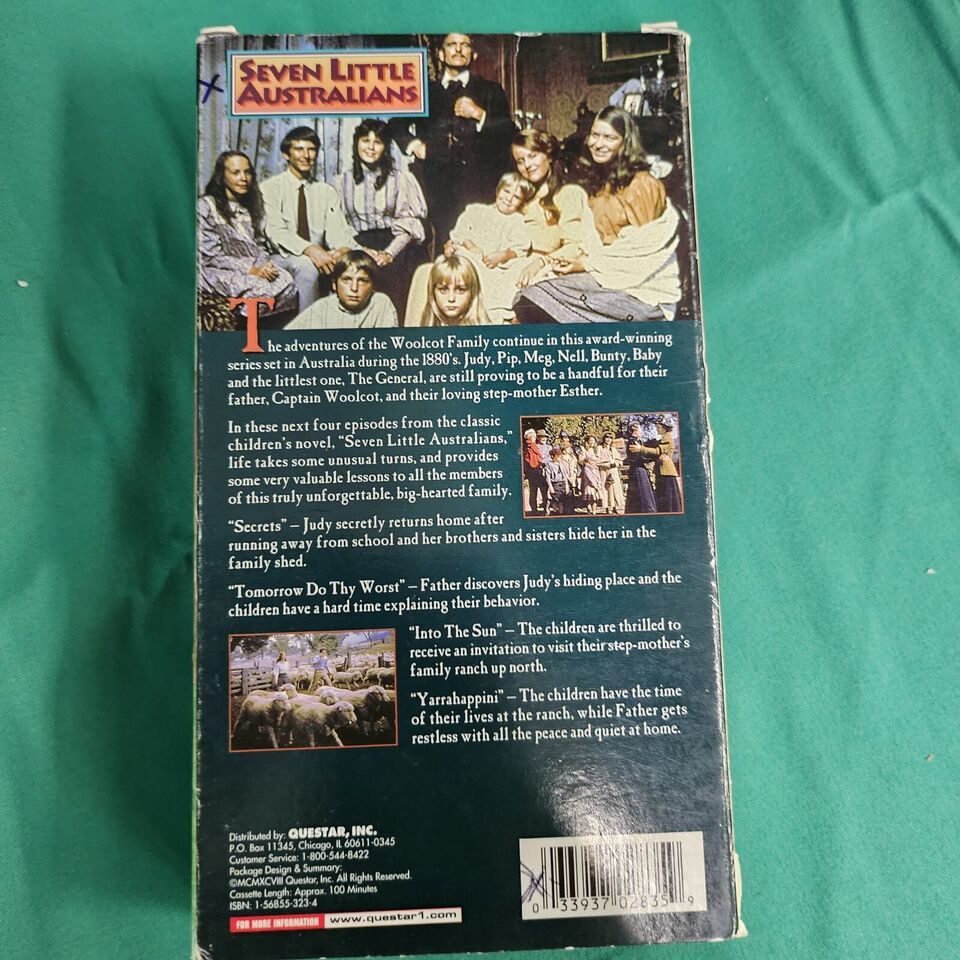 SEVEN LITTLE
AUSTRALIANS
The adventures of the Woolcot Family continue in this award-winning
series set in Australia during the 1880's. Judy, Pip, Meg, Nell, Bunty, Baby
and the littlest one, The General, are still proving to be a handful for their
father, Captain Woolcot, and their loving step-mother Esther.
In these next four episodes from the classic
children's novel, "Seven Little Australians,"
life takes some unusual turns, and provides
some very valuable lessons to all the members
of this truly unforgettable, big-hearted family.
"Secrets" – Judy secretly returns home after
running away from school and her brothers and sisters hide her in the
family shed.
"Tomorrow Do Thy Worst" – Father discovers Judy's hiding place and the
children have a hard time explaining their behavior.
"Into The Sun" – The children are thrilled to
receive an invitation to visit their step-mother's
family ranch up north.
"Yarrahappini" – The children have the time
of their lives at the ranch, while Father gets
restless with all the peace and quiet at home.
Distributed by: QUESTAR, INC.
P.O. Box 11345, Chicago, IL 60611-0345
Customer Service: 1-800-544-8422
Package Design & Summary:
©MCMXCVIII Questar, Inc. All Rights Reserved.
Cassette Length: Approx. 100 Minutes
ISBN: 1-56855-323-4
FOR MORE INFORMATION www.questar1.com
0 33937 02835 9